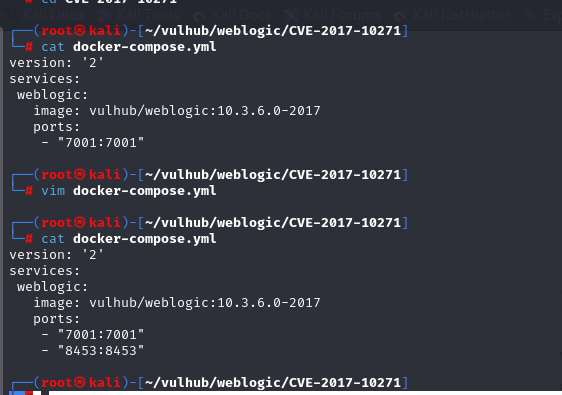 # cd CVE-2017-10271
┌──(root㉿kali)-[~/vulhub/weblogic/CVE-2017-10271]
└─# cat docker-compose.yml
version: '2'
services:
 weblogic:
   image: vulhub/weblogic:10.3.6.0-2017
   ports:
    - "7001:7001"
┌──(root㉿kali)-[~/vulhub/weblogic/CVE-2017-10271]
└─# vim docker-compose.yml
┌──(root㉿kali)-[~/vulhub/weblogic/CVE-2017-10271]
└─# cat docker-compose.yml
version: '2'
services:
 weblogic:
   image: vulhub/weblogic:10.3.6.0-2017
   ports:
    - "7001:7001"
    - "8453:8453"
┌──(root㉿kali)-[~/vulhub/weblogic/CVE-2017-10271]